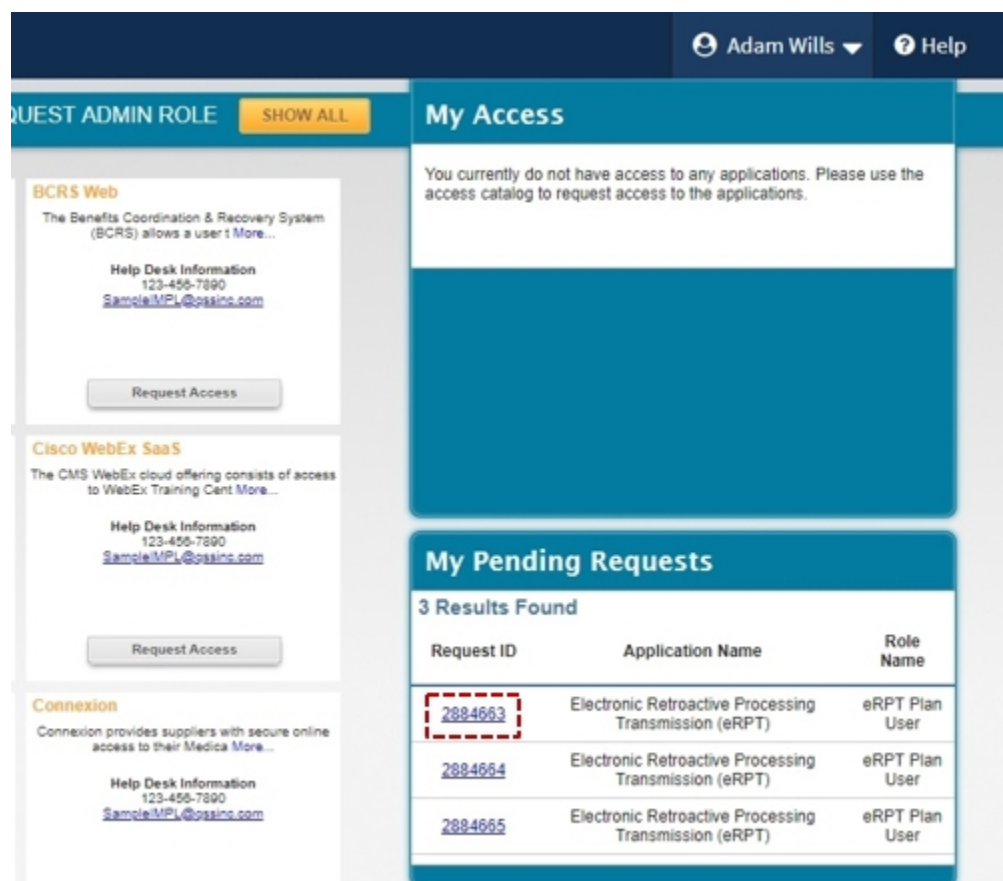 Adam Wills
Help
QUEST ADMIN ROLE
SHOW ALL
BCRS Web
The Benefits Coordination & Recovery System
(BCRS) allows a user t More...
Help Desk Information
123-456-7890
SampleIMPL@qssinc.com
Request Access
Cisco WebEx SaaS
The CMS WebEx cloud offering consists of access
to WebEx Training Cent More...
Help Desk Information
123-456-7890
SampleIMPL@qssinc.com
Request Access
Connexion
Connexion provides suppliers with secure online
access to their Medica More...
Help Desk Information
123-456-7890
SampleIMPL@qssinc.com
My Access
You currently do not have access to any applications. Please use the
access catalog to request access to the applications.
My Pending Requests
3 Results Found
Request ID
Application Name
Role
Name
2884663
Electronic Retroactive Processing
Transmission (eRPT)
eRPT Plan
User
2884664
Electronic Retroactive Processing
Transmission (eRPT)
eRPT Plan
User
2884665
Electronic Retroactive Processing
Transmission (eRPT)
eRPT Plan
User